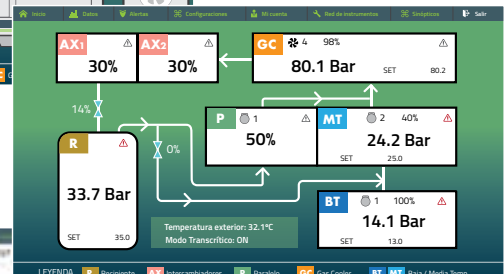 Inicio Datos Alertas Configuraciones Mi cuenta Red de instrumentos Sinópticos Salir
AX1 AX2 GC 4 98%
30% 30% 80.1 Bar
SET 80.2
14%
P 1 MT 2 40%
50% 24.2 Bar
SET 25.0
R
0%
33.7 Bar
SET 35.0
BT 1 100%
14.1 Bar
SET 13.0
Temperatura exterior: 32.1ºC
Modo Transcrítico: ON
LEYENDA R Recipiente AX Intercambiadores P Paralelo GC Gas Cooler BT MT Baja / Media Temp.